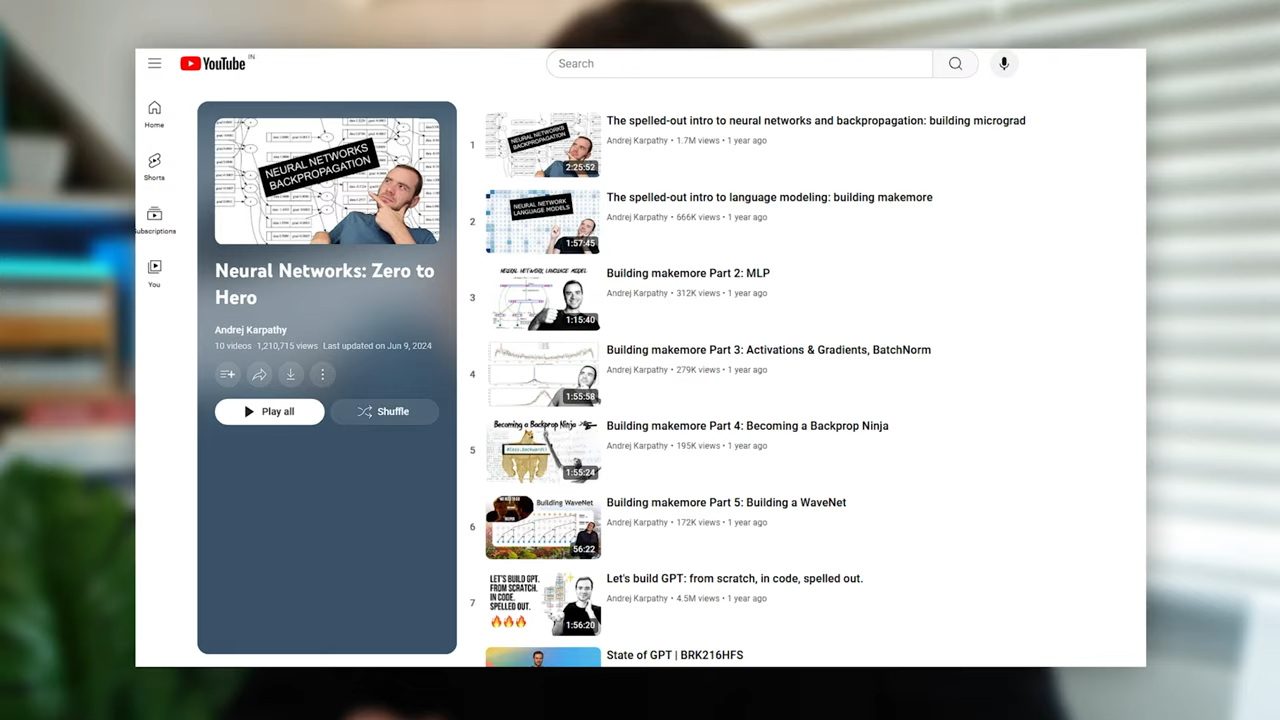 YouTube IN
Search
Home
Shorts
Subscriptions
You
NEURAL NETWORKS
BACKPROPAGATION
Neural Networks: Zero to
Hero
Andrej Karpathy
10 videos 1,210,715 views Last updated on Jun 9, 2024
Play all
Shuffle
1
NEURAL NETWORKS
BACKPROPAGATION
2:25:52
The spelled-out intro to neural networks and backpropagation: building micrograd
Andrej Karpathy • 1.7M views • 1 year ago
2
NEURAL NETWORK
LANGUAGE MODELS
1:57:45
The spelled-out intro to language modeling: building makemore
Andrej Karpathy • 666K views • 1 year ago
3
NEURAL NETWORK LANGUAGE MODEL
1:15:40
Building makemore Part 2: MLP
Andrej Karpathy • 312K views • 1 year ago
4
1:55:58
Building makemore Part 3: Activations & Gradients, BatchNorm
Andrej Karpathy • 279K views • 1 year ago
5
Becoming a Backprop Ninja
1:55:24
Building makemore Part 4: Becoming a Backprop Ninja
Andrej Karpathy • 195K views • 1 year ago
6
Building WaveNet
56:22
Building makemore Part 5: Building a WaveNet
Andrej Karpathy • 172K views • 1 year ago
7
LET'S BUILD GPT.
FROM SCRATCH.
IN CODE.
SPELLED OUT.
1:56:20
Let's build GPT: from scratch, in code, spelled out.
Andrej Karpathy • 4.5M views • 1 year ago
State of GPT | BRK216HFS